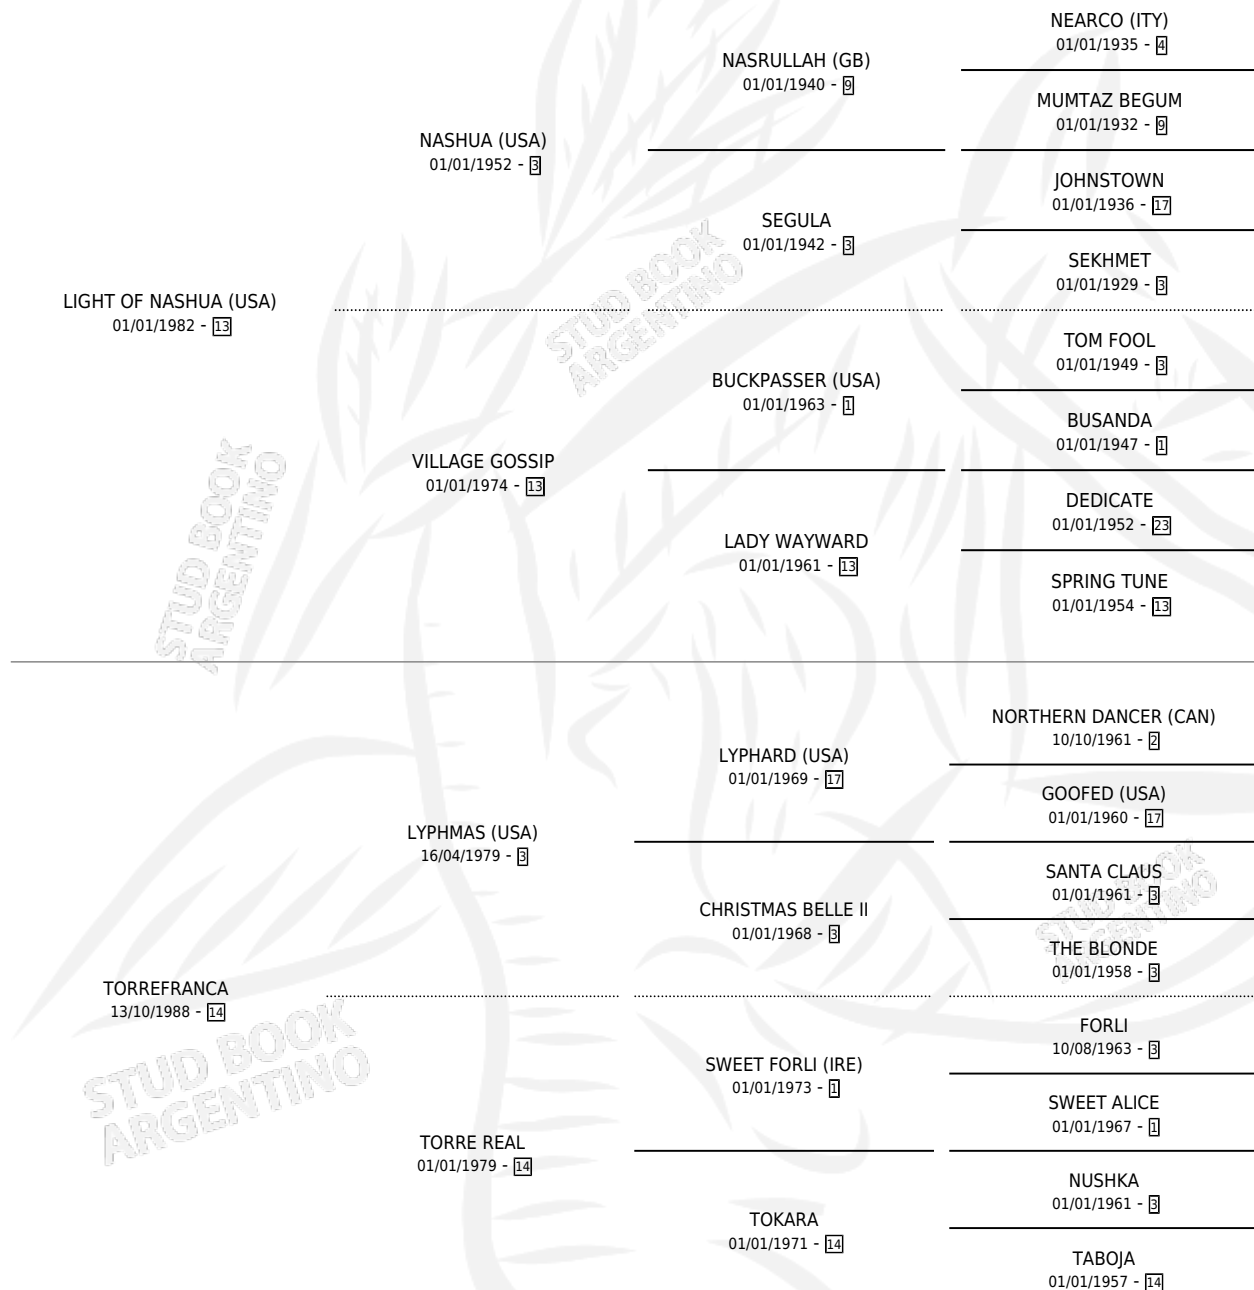 NEARCO (ITY)
01/01/1935 - 4
NASRULLAH (GB)
01/01/1940 - 9
MUMTAZ BEGUM
01/01/1932 - 9
NASHUA (USA)
01/01/1952 - 3
JOHNSTOWN
01/01/1936 - 17
SEGULA
01/01/1942 - 3
SEKHMET
01/01/1929 - 3
LIGHT OF NASHUA (USA)
01/01/1982 - 13
TOM FOOL
01/01/1949 - 3
BUCKPASSER (USA)
01/01/1963 - 1
BUSANDA
01/01/1947 - 1
VILLAGE GOSSIP
01/01/1974 - 13
DEDICATE
01/01/1952 - 23
LADY WAYWARD
01/01/1961 - 13
SPRING TUNE
01/01/1954 - 13
NORTHERN DANCER (CAN)
10/10/1961 - 2
LYPHARD (USA)
01/01/1969 - 17
GOOFED (USA)
01/01/1960 - 17
LYPHMAS (USA)
16/04/1979 - 3
SANTA CLAUS
01/01/1961 - 3
CHRISTMAS BELLE II
01/01/1968 - 3
THE BLONDE
01/01/1958 - 3
TORREFRANCA
13/10/1988 - 14
FORLI
10/08/1963 - 3
SWEET FORLI (IRE)
01/01/1973 - 1
SWEET ALICE
01/01/1967 - 1
TORRE REAL
01/01/1979 - 14
NUSHKA
01/01/1961 - 3
TOKARA
01/01/1971 - 14
TABOJA
01/01/1957 - 14
STUD BOOK
ARGENTINO
STUD BOOK
ARGENTINO
STUD BOOK
ARGENTINO
STUD BOOK
ARGENTINO